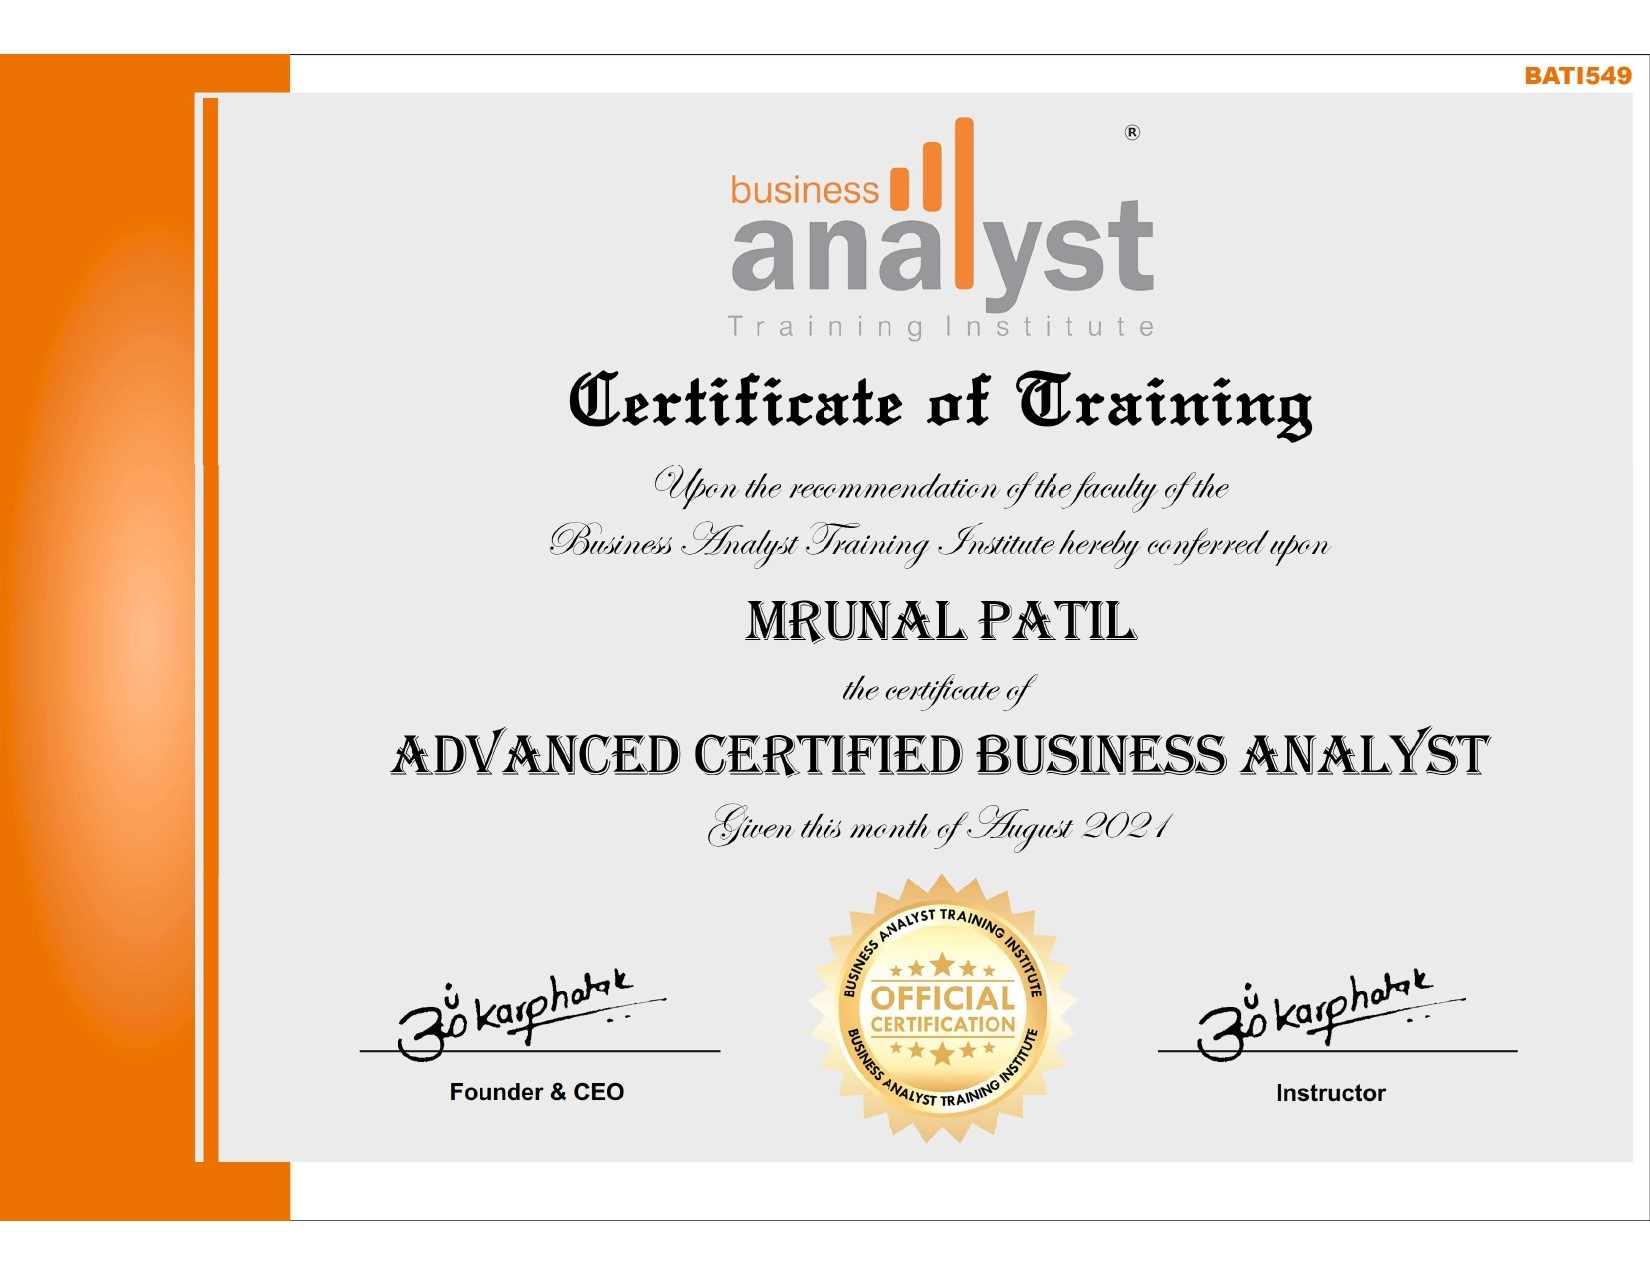 BATI549
®
business
analyst
Training Institute
Certificate of Training
Upon the recommendation of the faculty of the
Business Analyst Training Institute hereby conferred upon
MRUNAL PATIL
the certificate of
ADVANCED CERTIFIED BUSINESS ANALYST
Given this month of August 2021
BUSINESS ANALYST TRAINING INSTITUTE
OFFICIAL
CERTIFICATION
BUSINESS ANALYST TRAINING INSTITUTE
karphatak
karphatak
Founder & CEO
Instructor